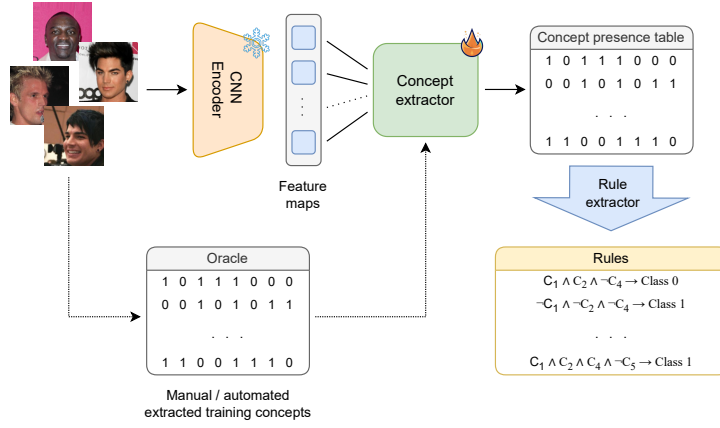 CNN
Encoder
Feature
maps
Concept
extractor
Concept presence table
1 0 1 1 1 0 0 0
0 0 1 0 1 0 1 1
. . .
1 1 0 0 1 1 1 0
Rule
extractor
Rules
C₁ ∧ C₂ ∧ ¬C₄ → Class 0
¬C₁ ∧ ¬C₂ ∧ ¬C₄ → Class 1
. . .
C₁ ∧ C₂ ∧ C₄ ∧ ¬C₅ → Class 1
Oracle
1 0 1 1 1 0 0 0
0 0 1 0 1 0 1 1
. . .
1 1 0 0 1 1 1 0
Manual / automated
extracted training concepts